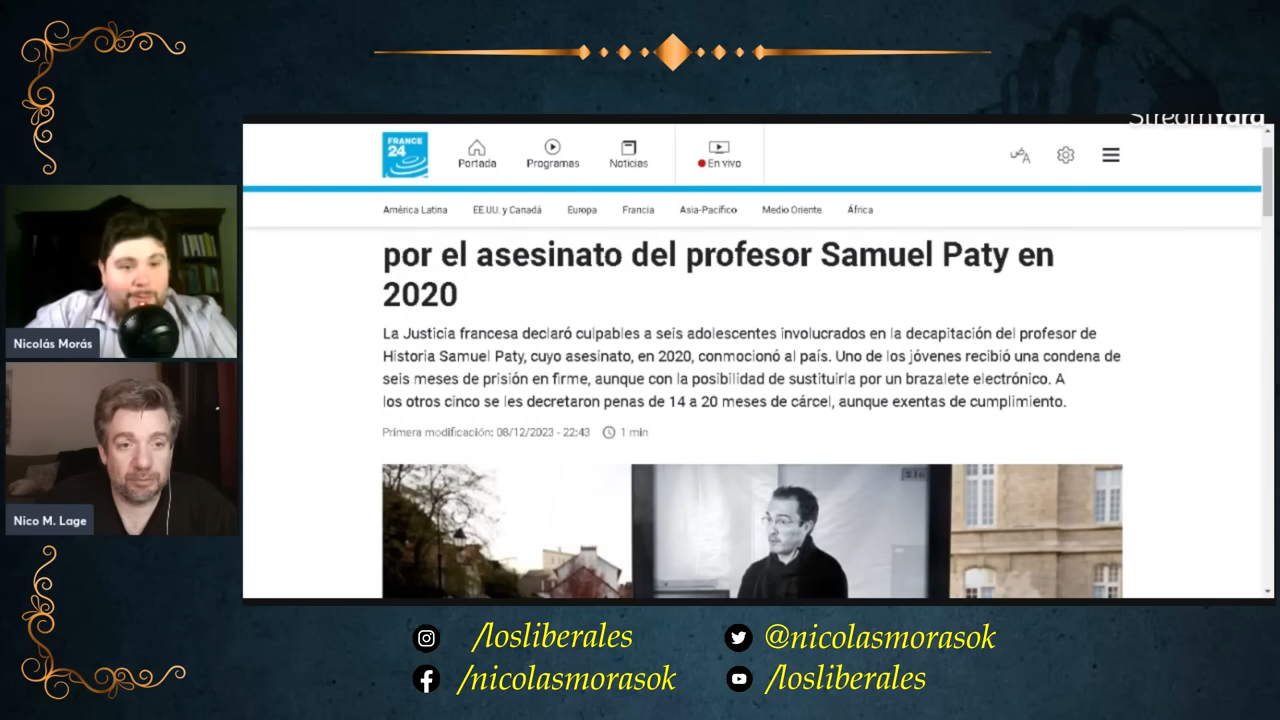 StreamYard
FRANCE
24
Portada
Programas
Noticias
En vivo
América Latina
EE.UU. y Canadá
Europa
Francia
Asia-Pacífico
Medio Oriente
África
por el asesinato del profesor Samuel Paty en
2020
La Justicia francesa declaró culpables a seis adolescentes involucrados en la decapitación del profesor de
Historia Samuel Paty, cuyo asesinato, en 2020, conmocionó al país. Uno de los jóvenes recibió una condena de
seis meses de prisión en firme, aunque con la posibilidad de sustituirla por un brazalete electrónico. A
los otros cinco se les decretaron penas de 14 a 20 meses de cárcel, aunque exentas de cumplimiento.
Primera modificación: 08/12/2023 - 22:43
1 min
Nicolás Morás
Nico M. Lage
/losliberales
@nicolasmorasok
/nicolasmorasok
/losliberales